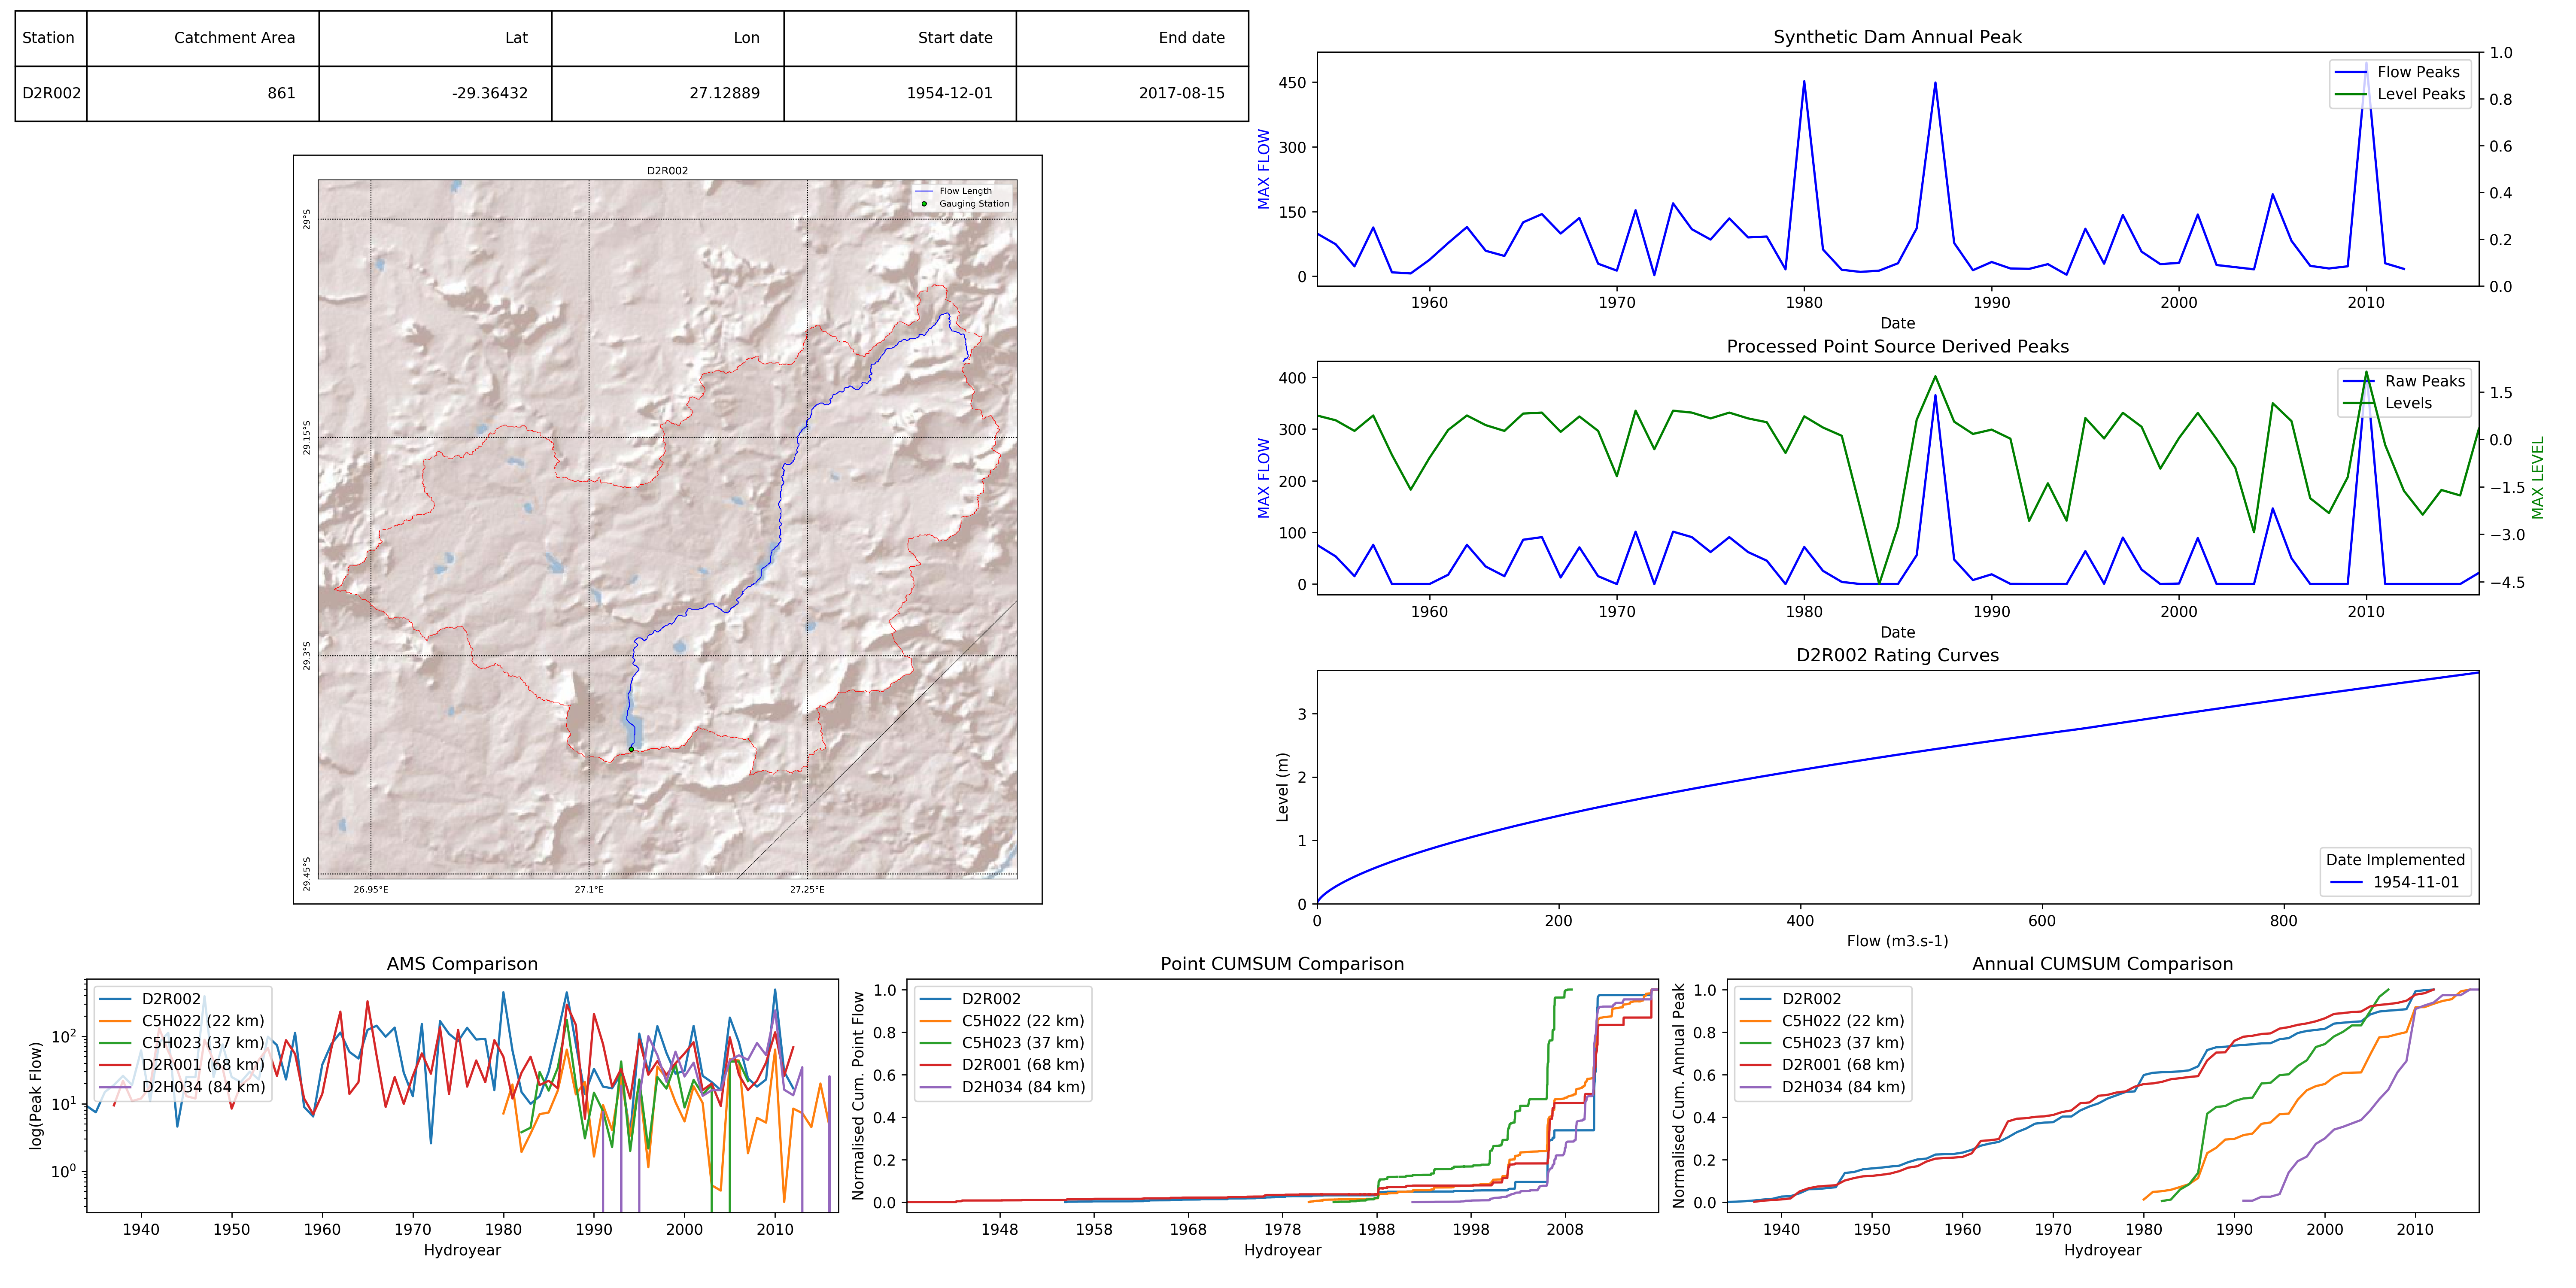 Station Catchment Area Lat Lon Start date End date
D2R002 861 -29.36432 27.12889 1954-12-01 2017-08-15
D2R002
Flow Length
Gauging Station
29°S
29.15°S
29.3°S
29.45°S
26.95°E 27.1°E 27.25°E
Synthetic Dam Annual Peak
Flow Peaks
Level Peaks
MAX FLOW
450
300
150
0
1.0
0.8
0.6
0.4
0.2
0.0
1960 1970 1980 1990 2000 2010
Date
Processed Point Source Derived Peaks
Raw Peaks
Levels
MAX FLOW
400
300
200
100
0
1.5
0.0
−1.5
−3.0
−4.5
MAX LEVEL
1960 1970 1980 1990 2000 2010
Date
D2R002 Rating Curves
Level (m)
3
2
1
0
Date Implemented
1954-11-01
0 200 400 600 800
Flow (m3.s-1)
AMS Comparison
D2R002
C5H022 (22 km)
C5H023 (37 km)
D2R001 (68 km)
D2H034 (84 km)
log(Peak Flow)
10²
10¹
10⁰
1940 1950 1960 1970 1980 1990 2000 2010
Hydroyear
Point CUMSUM Comparison
D2R002
C5H022 (22 km)
C5H023 (37 km)
D2R001 (68 km)
D2H034 (84 km)
Normalised Cum. Point Flow
1.0
0.8
0.6
0.4
0.2
0.0
1948 1958 1968 1978 1988 1998 2008
Hydroyear
Annual CUMSUM Comparison
D2R002
C5H022 (22 km)
C5H023 (37 km)
D2R001 (68 km)
D2H034 (84 km)
Normalised Cum. Annual Peak
1.0
0.8
0.6
0.4
0.2
0.0
1940 1950 1960 1970 1980 1990 2000 2010
Hydroyear